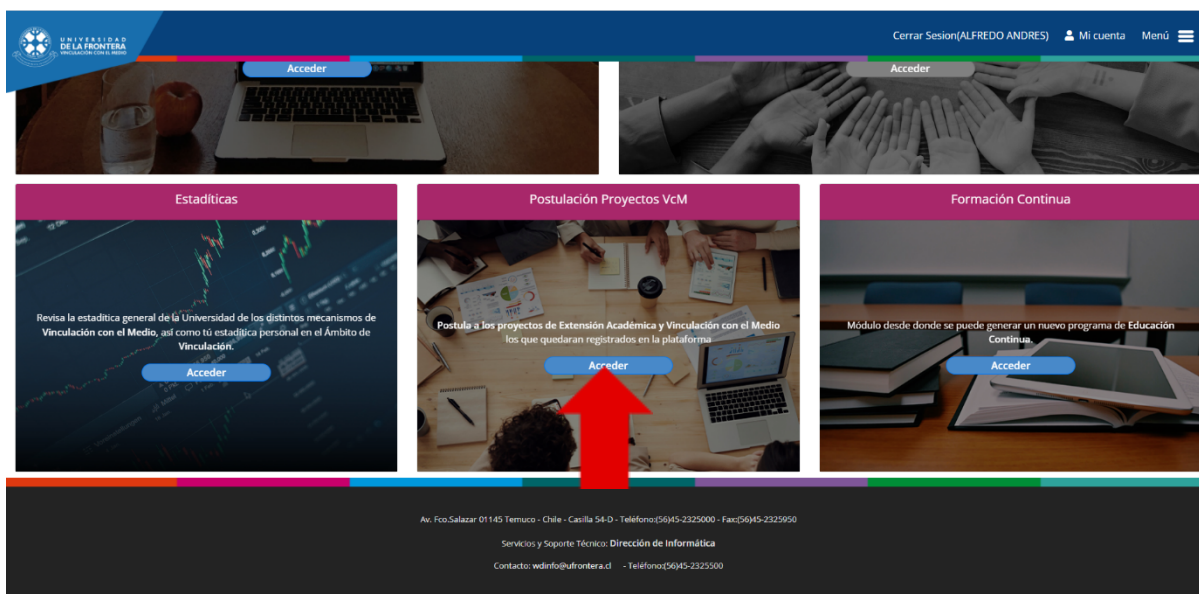 UNIVERSIDAD
DE LA FRONTERA
VINCULACIÓN CON EL MEDIO
Cerrar Sesion(ALFREDO ANDRES)
Mi cuenta
Menú
Acceder
Acceder
Estadíticas
Revisa la estadítica general de la Universidad de los distintos mecanismos de
Vinculación con el Medio, así como tú estadítica personal en el Ámbito de
Vinculación.
Acceder
Postulación Proyectos VcM
Postula a los proyectos de Extensión Académica y Vinculación con el Medio
los que quedaran registrados en la plataforma
Acceder
Formación Continua
Módulo desde donde se puede generar un nuevo programa de Educación
Continua.
Acceder
Av. Fco.Salazar 01145 Temuco - Chile - Casilla 54-D - Teléfono:(56)45-2325000 - Fax:(56)45-2325950
Servicios y Soporte Técnico: Dirección de Informática
Contacto: wdinfo@ufrontera.cl - Teléfono:(56)45-2325500